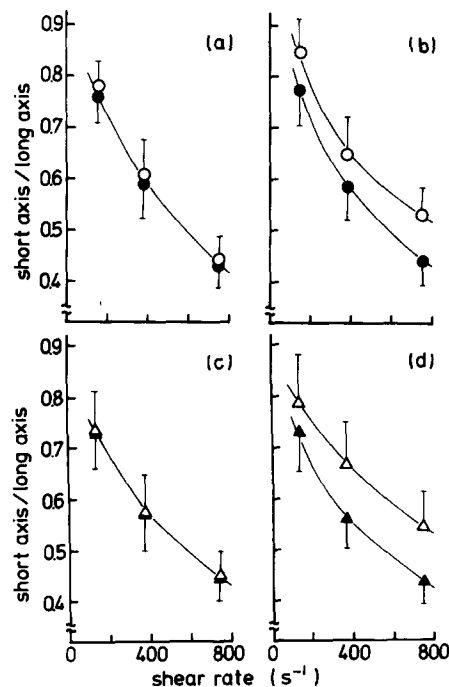 0.9
(a)
(b)
0.8
0.7
0.6
0.5
0.4
short axis/long axis
(c)
(d)
0.8
0.7
0.6
0.5
0.4
short axis/long axis
0 400 800 0 400 800
shear rate (s⁻¹)